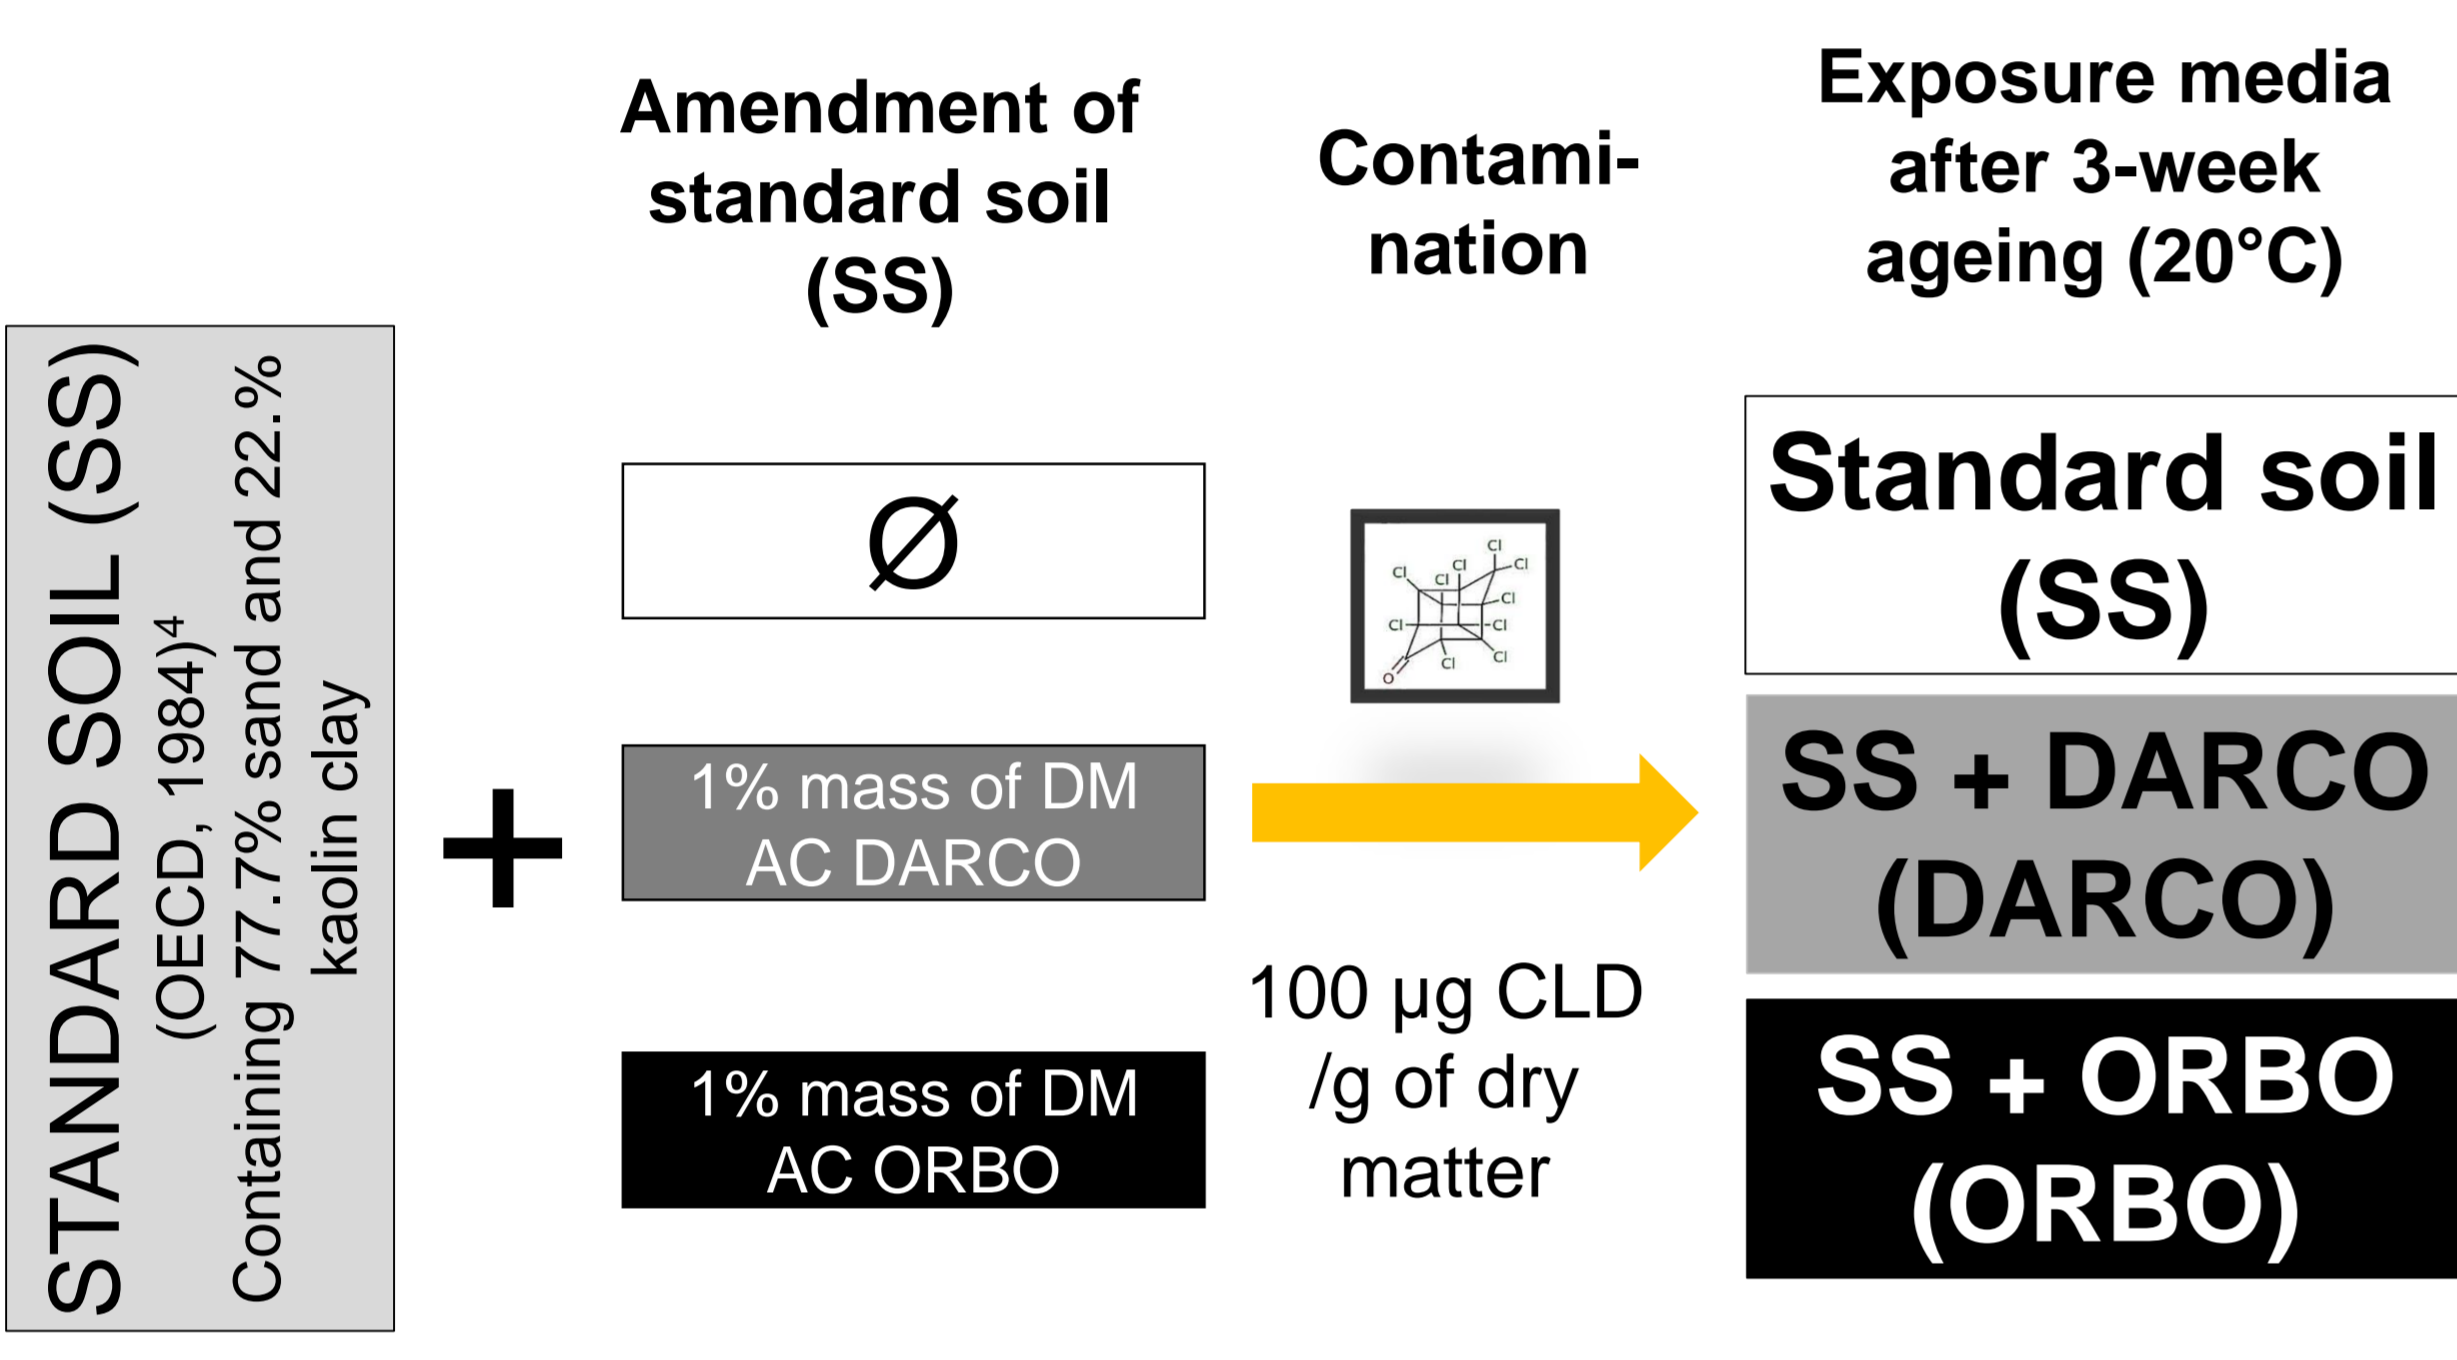 STANDARD SOIL (SS)
(OECD, 1984)⁴
Containing 77.7% sand and 22.%
kaolin clay
+
Amendment of
standard soil
(SS)
Ø
1% mass of DM
AC DARCO
1% mass of DM
AC ORBO
Contami-
nation
Cl
Cl
Cl
Cl
Cl
Cl
Cl
Cl
Cl
Cl
O
100 µg CLD
/g of dry
matter
Exposure media
after 3-week
ageing (20°C)
Standard soil
(SS)
SS + DARCO
(DARCO)
SS + ORBO
(ORBO)